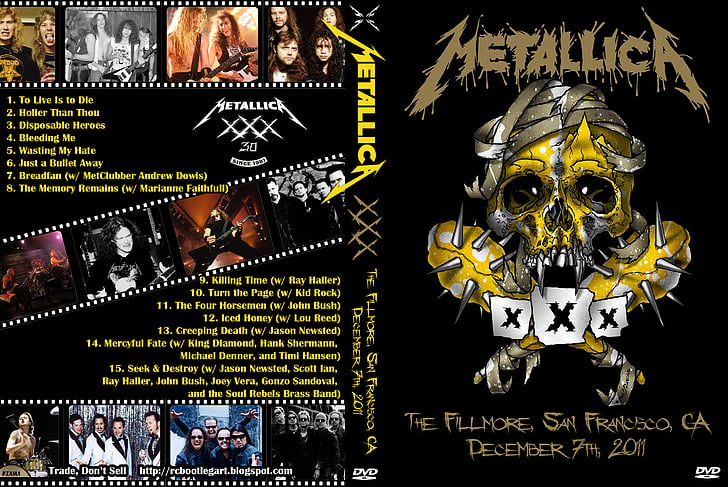 1. To Live Is to Die
2. Holier Than Thou
3. Disposable Heroes
4. Bleeding Me
5. Wasting My Hate
6. Just a Bullet Away
7. Breadfan (w/ MetClubber Andrew Dowis)
8. The Memory Remains (w/ Marianne Faithfull)
METALLICA
XXX
30
SINCE 1981
9. Killing Time (w/ Ray Haller)
10. Turn the Page (w/ Kid Rock)
11. The Four Horsemen (w/ John Bush)
12. Iced Honey (w/ Lou Reed)
13. Creeping Death (w/ Jason Newsted)
14. Mercyful Fate (w/ King Diamond, Hank Shermann,
Michael Denner, and Timi Hansen)
15. Seek & Destroy (w/ Jason Newsted, Scott Ian,
Ray Haller, John Bush, Joey Vera, Gonzo Sandoval,
and the Soul Rebels Brass Band)
TAMA
Trade, Don't Sell http://rcbootlegart.blogspot.com
XX
METALLICA
XXX
The Fillmore, San Francisco, CA
December 7th, 2011
DVD
METALLICA
X X X
The Fillmore, San Francisco, CA
December 7th, 2011
DVD